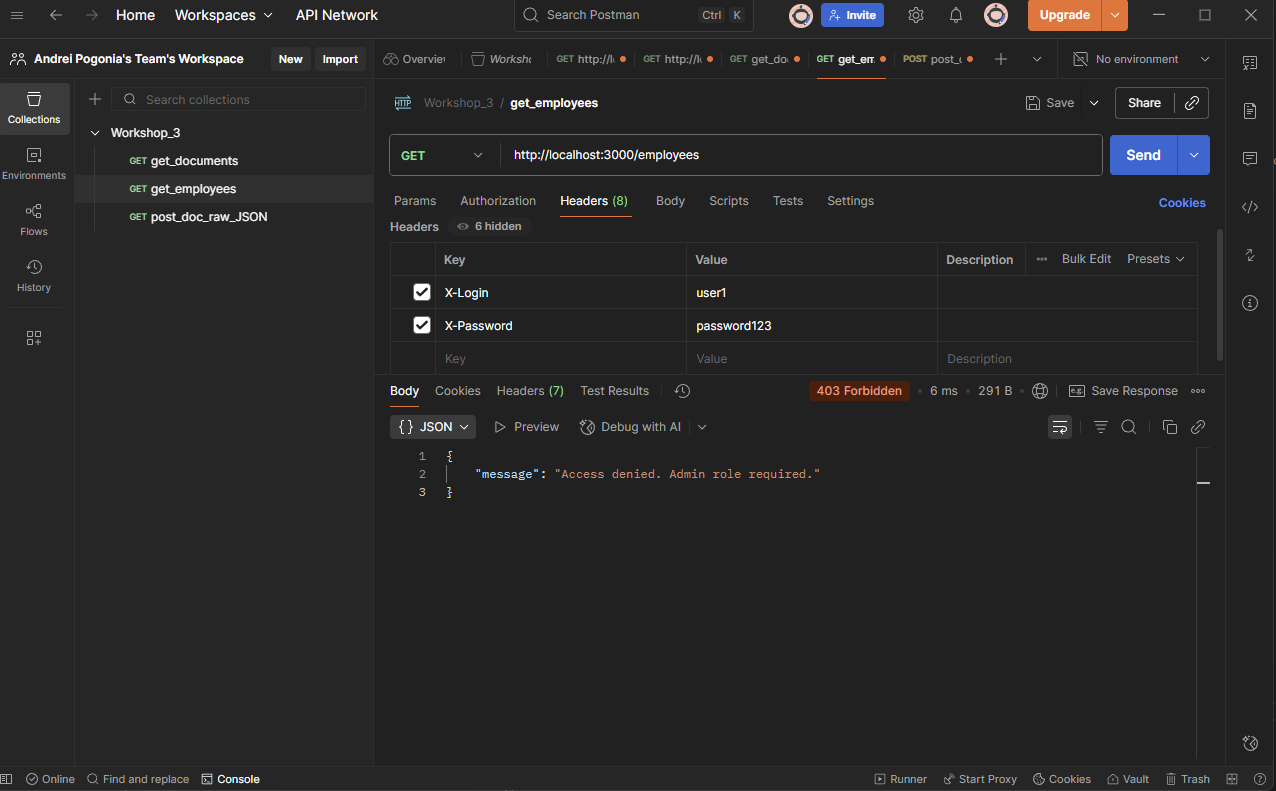 Home Workspaces API Network Search Postman Ctrl K Invite Upgrade
Andrei Pogonia's Team's Workspace New Import Overvie Worksho GET http://l GET http://l GET get_do GET get_em POST post_ No environment
Collections
Environments
Flows
History
Search collections
Workshop_3
GET get_documents
GET get_employees
GET post_doc_raw_JSON
HTTP Workshop_3 / get_employees Save Share
GET http://localhost:3000/employees Send
Params Authorization Headers (8) Body Scripts Tests Settings Cookies
Headers 6 hidden
Key Value Description Bulk Edit Presets
X-Login user1
X-Password password123
Key Value Description
Body Cookies Headers (7) Test Results 403 Forbidden 6 ms 291 B e.g. Save Response
{} JSON Preview Debug with AI
1 {
2 "message": "Access denied. Admin role required."
3 }
Online Find and replace Console Runner Start Proxy Cookies Vault Trash